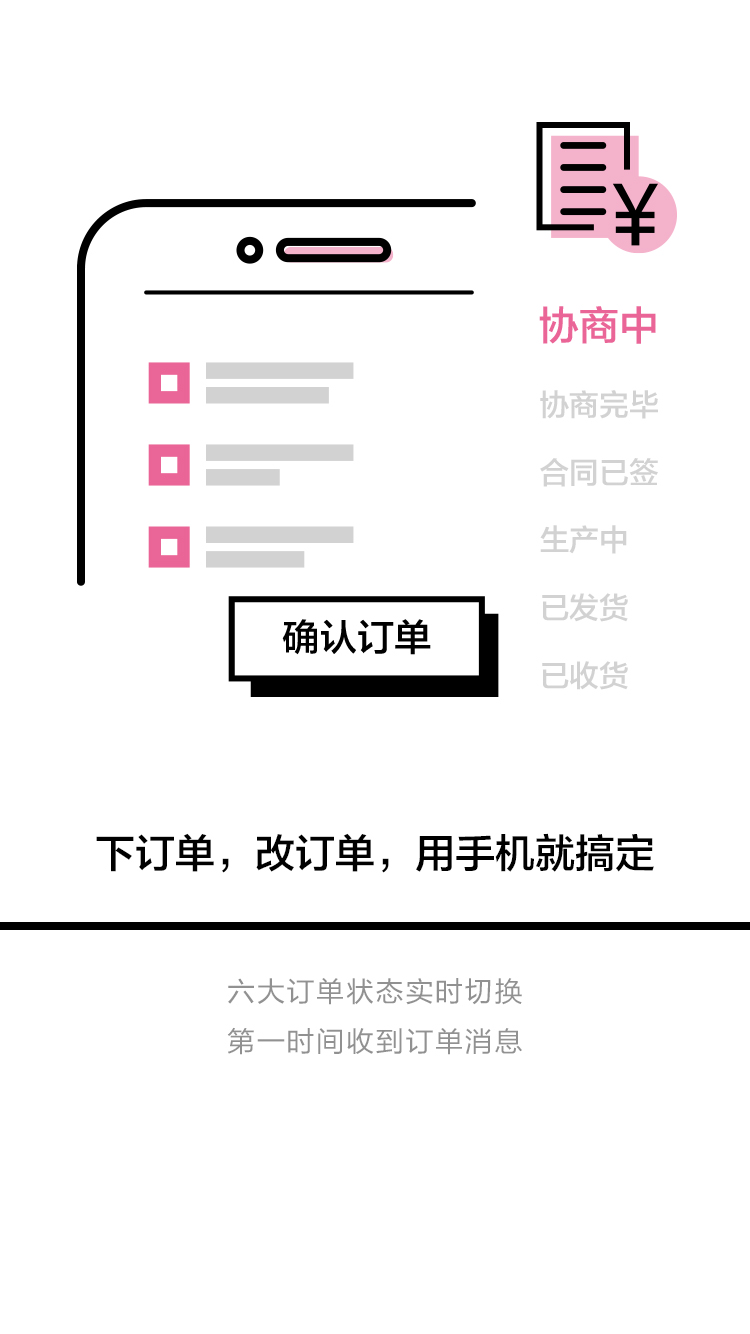 ¥
协商中
协商完毕
合同已签
生产中
已发货
已收货
确认订单
下订单，改订单，用手机就搞定
六大订单状态实时切换
第一时间收到订单消息